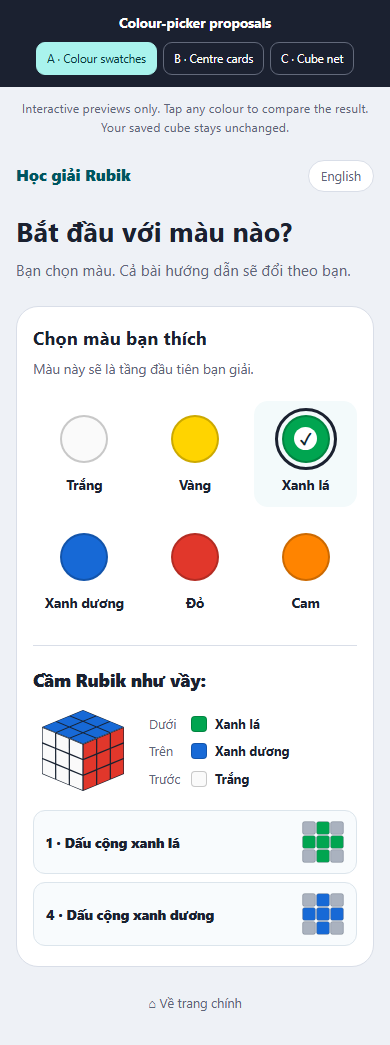 Colour-picker proposals
A · Colour swatches
B · Centre cards
C · Cube net
Interactive previews only. Tap any colour to compare the result.
Your saved cube stays unchanged.
Học giải Rubik
English
Bắt đầu với màu nào?
Bạn chọn màu. Cả bài hướng dẫn sẽ đổi theo bạn.
Chọn màu bạn thích
Màu này sẽ là tầng đầu tiên bạn giải.
Trắng
Vàng
Xanh lá
Xanh dương
Đỏ
Cam
Cầm Rubik như vầy:
Dưới Xanh lá
Trên Xanh dương
Trước Trắng
1 · Dấu cộng xanh lá
4 · Dấu cộng xanh dương
⌂ Về trang chính